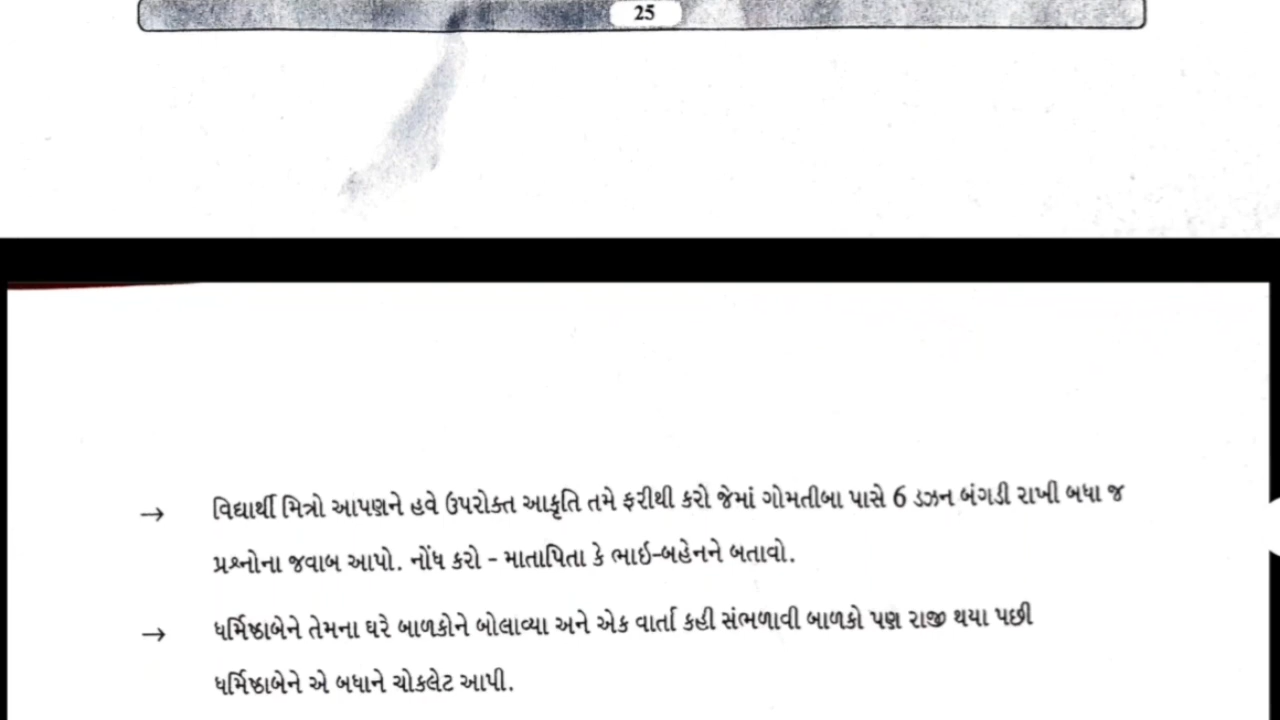 25
→ વિદ્યાર્થી મિત્રો આપણને હવે ઉપરોક્ત આકૃતિ તમે ફરીથી કરો જેમાં ગોમતીબા પાસે 6 ડઝન બંગડી રાખી બધા જ
પ્રશ્નોના જવાબ આપો. નોંધ કરો - માતાપિતા કે ભાઈ-બહેનને બતાવો.
→ ધર્મિષ્ઠાબેને તેમના ઘરે બાળકોને બોલાવ્યા અને એક વાર્તા કહી સંભળાવી બાળકો પણ રાજી થયા પછી
ધર્મિષ્ઠાબેને એ બધાને ચોકલેટ આપી.